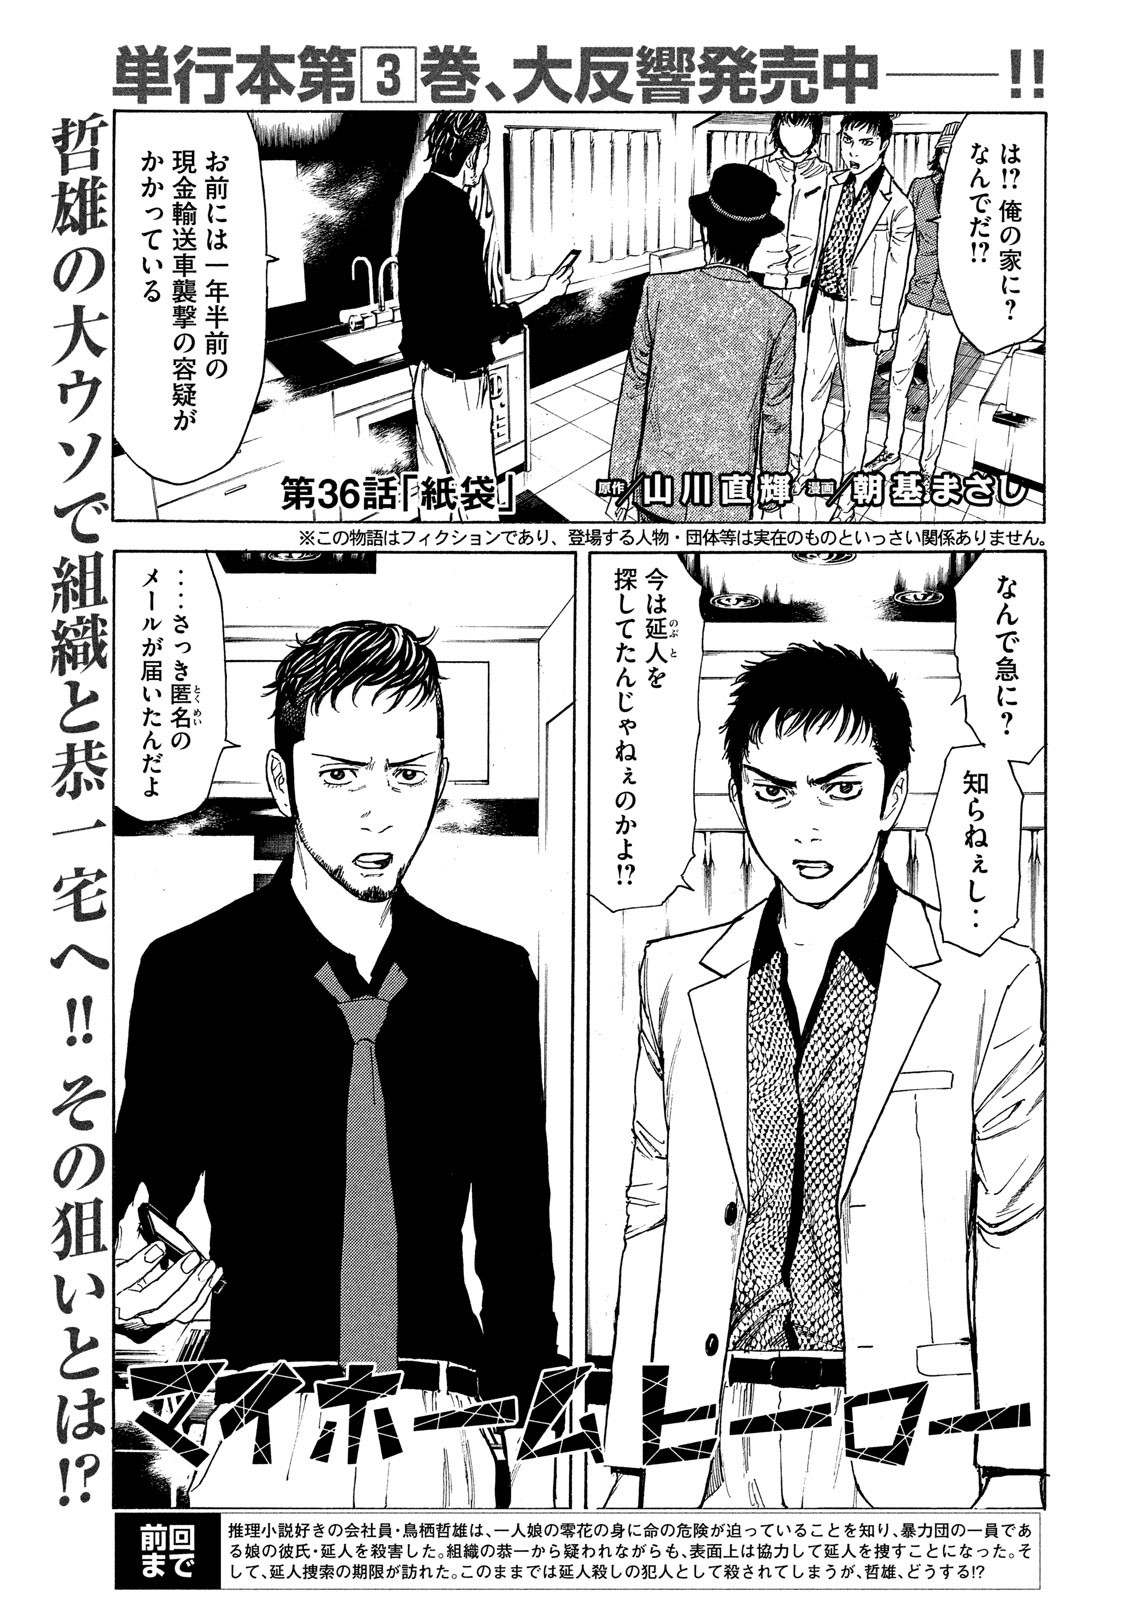 単行本第3巻、大反響発売中――!!
哲雄の大ウソで組織と恭一宅へ!! その狙いとは!?
は!? 俺の家に?
なんでだ!?
お前には一年半前の
現金輸送車襲撃の容疑が
かかっている
第36話「紙袋」
原作/山川直輝/漫画/朝基まさし
※この物語はフィクションであり、登場する人物・団体等は実在のものといっさい関係ありません。
なんで急に?
知らねぇし‥
今は延人を
のぶと
探してたんじゃねぇのかよ!?
‥‥さっき匿名の
とくめい
メールが届いたんだよ
マイホームヒーロー
前回
まで
推理小説好きの会社員・鳥栖哲雄は、一人娘の零花の身に命の危険が迫っていることを知り、暴力団の一員であ
る娘の彼氏・延人を殺害した。組織の恭一から疑われながらも、表面上は協力して延人を捜すことになった。そ
して、延人捜索の期限が訪れた。このままでは延人殺しの犯人として殺されてしまうが、哲雄、どうする!?